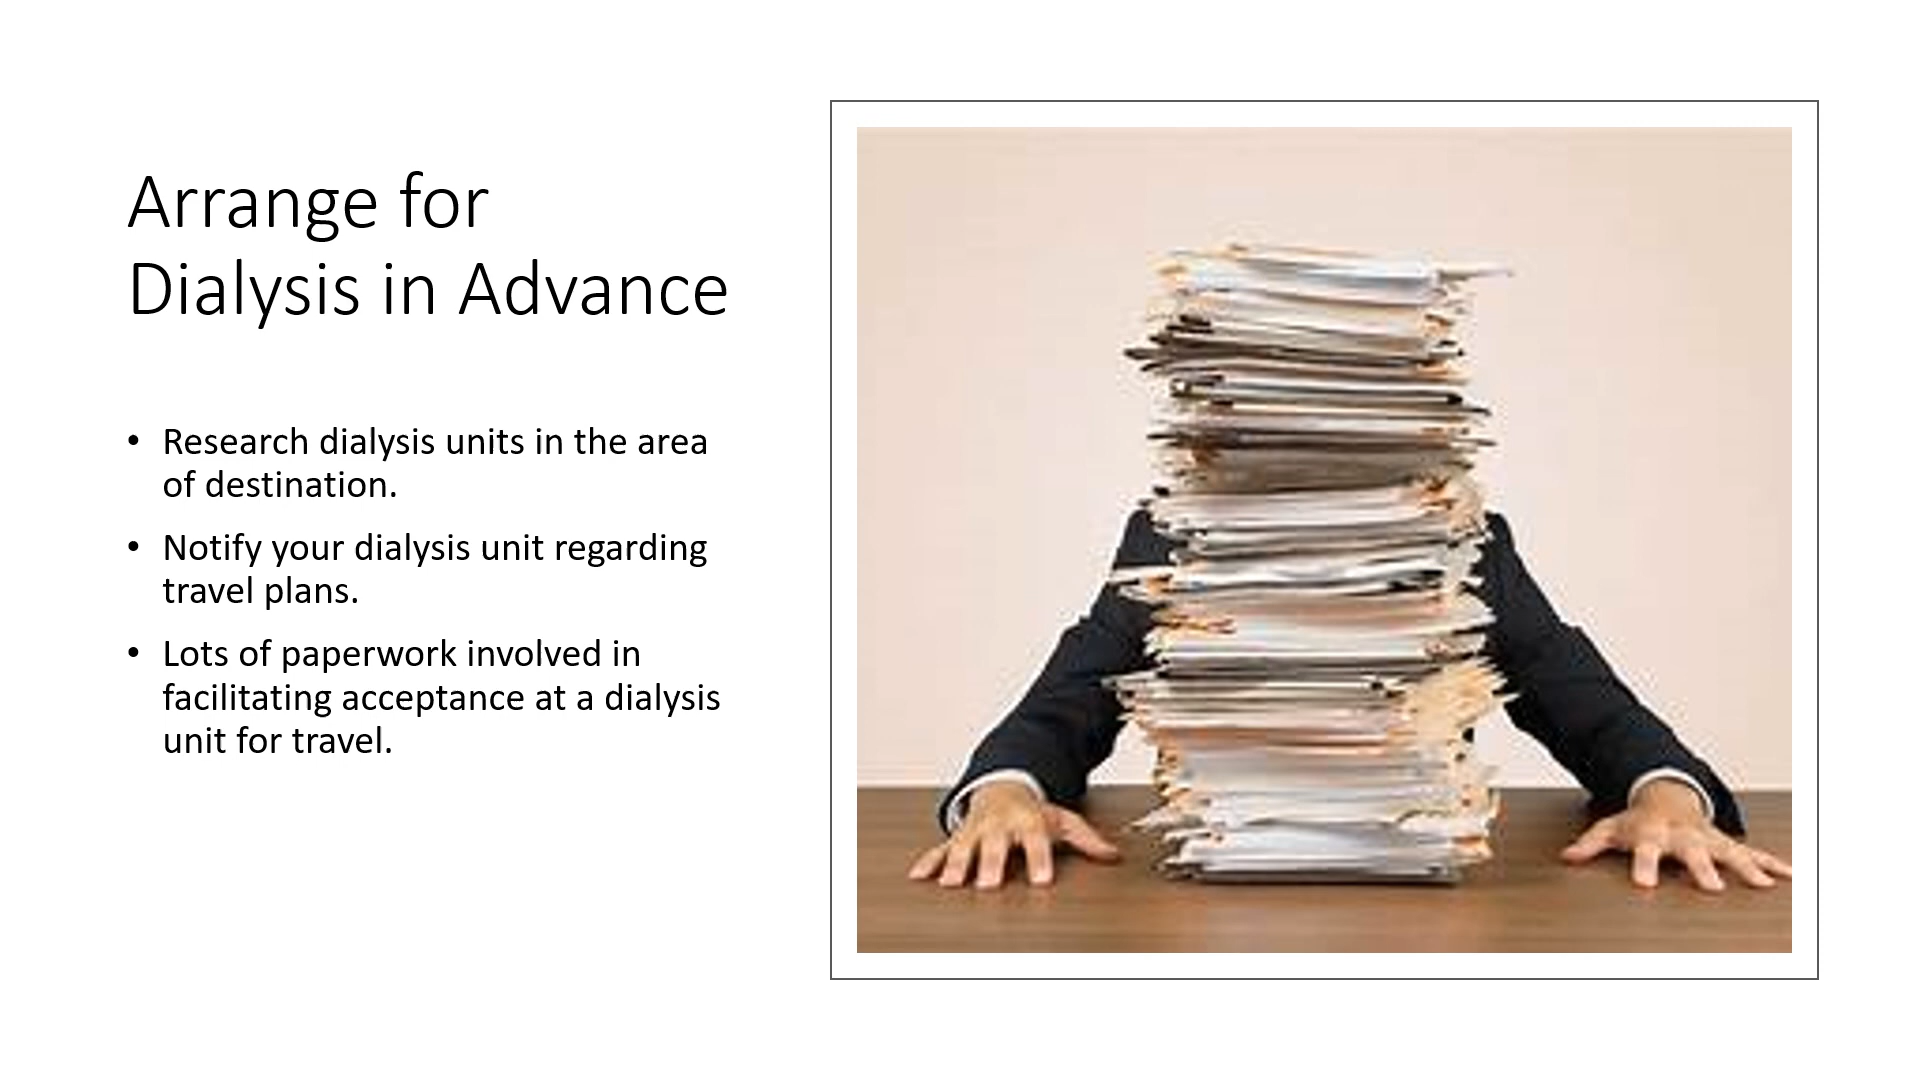 Arrange for
Dialysis in Advance
• Research dialysis units in the area
of destination.
• Notify your dialysis unit regarding
travel plans.
• Lots of paperwork involved in
facilitating acceptance at a dialysis
unit for travel.